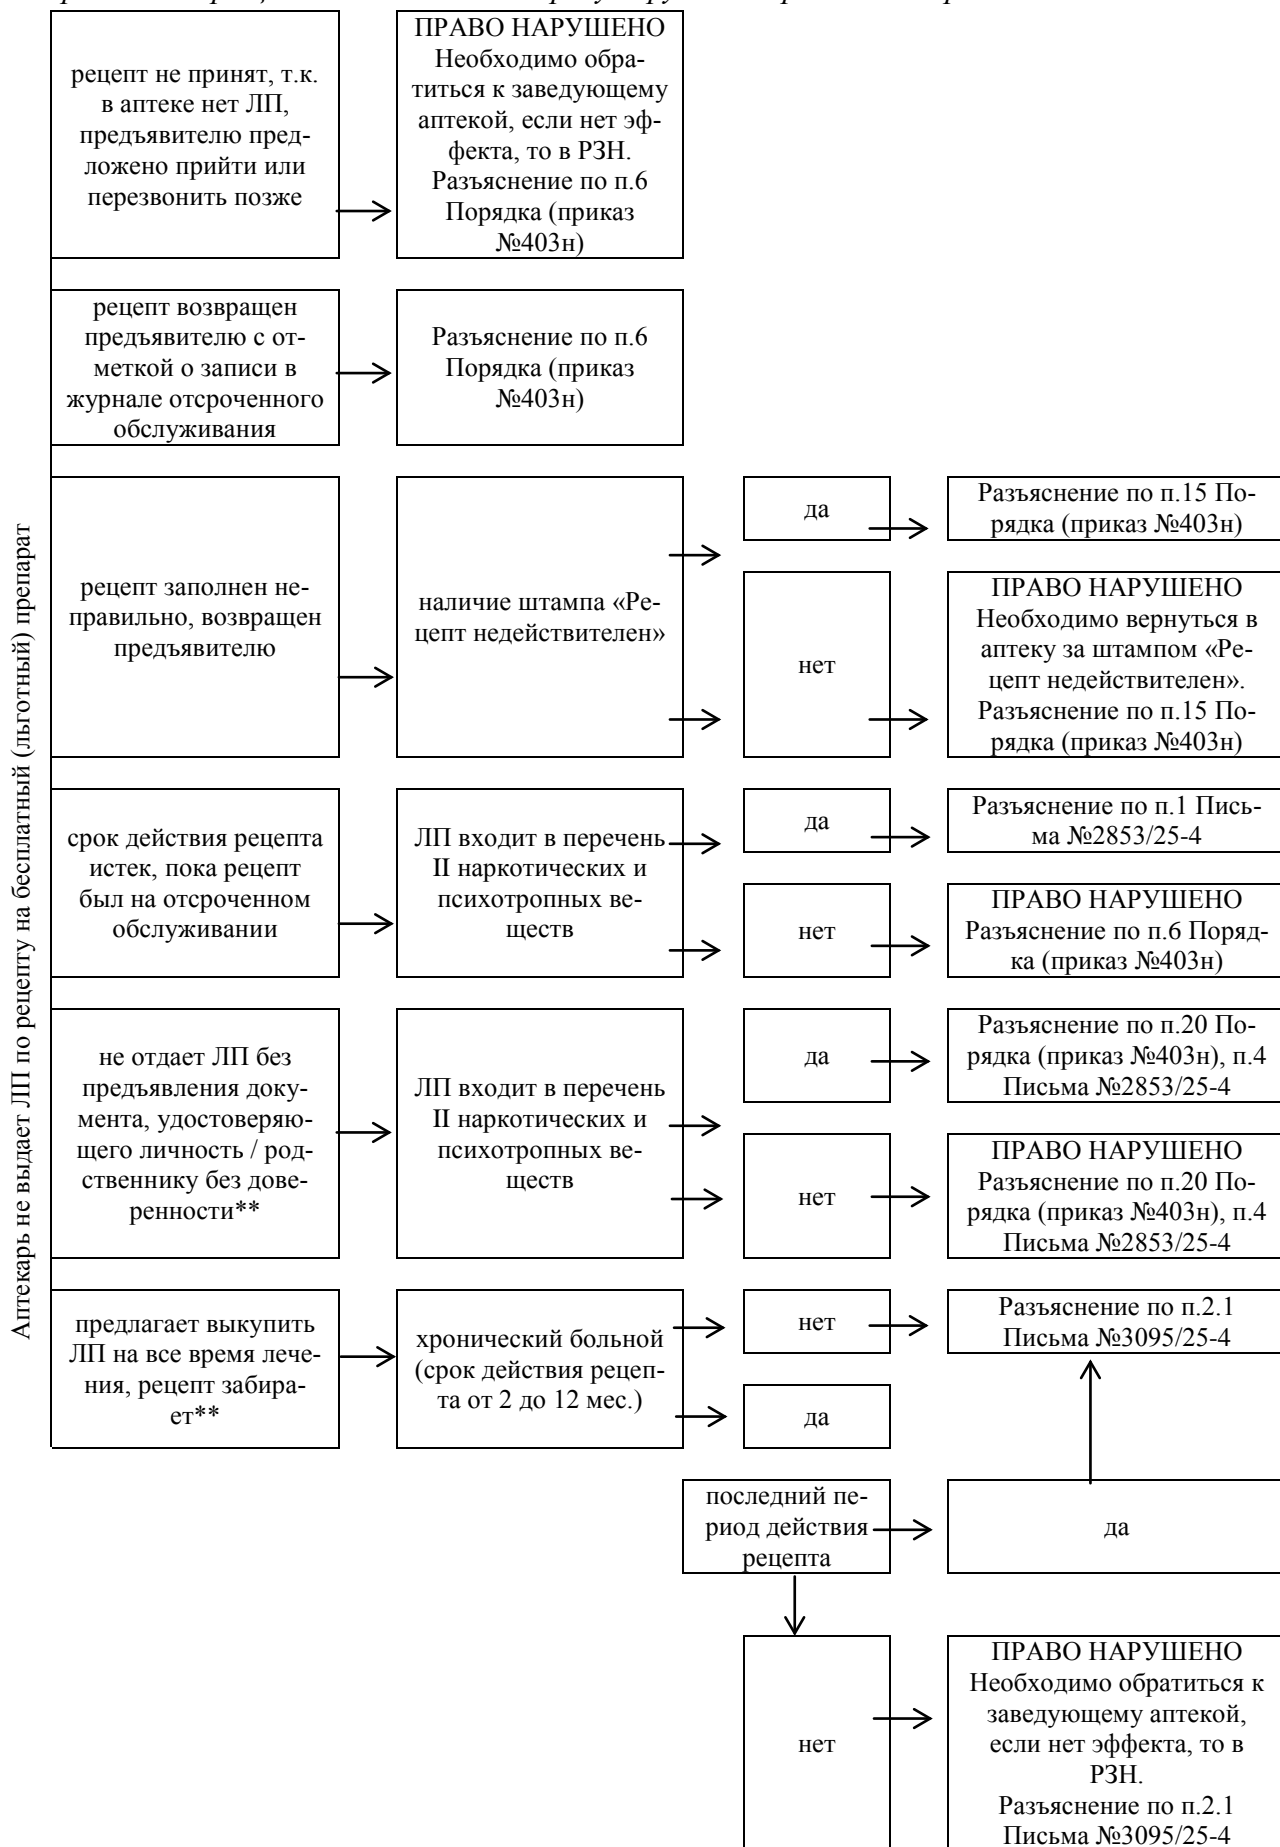 Аптекарь не выдает ЛП по рецепту на бесплатный (льготный) препарат
рецепт не принят, т.к.
в аптеке нет ЛП,
предъявителю пред-
ложено прийти или
перезвонить позже
ПРАВО НАРУШЕНО
Необходимо обра-
титься к заведующему
аптекой, если нет эф-
фекта, то в РЗН.
Разъяснение по п.6
Порядка (приказ
№403н)
рецепт возвращен
предъявителю с от-
меткой о записи в
журнале отсроченного
обслуживания
Разъяснение по п.6
Порядка (приказ
№403н)
рецепт заполнен не-
правильно, возвращен
предъявителю
наличие штампа «Ре-
цепт недействителен»
да
Разъяснение по п.15 По-
рядка (приказ №403н)
нет
ПРАВО НАРУШЕНО
Необходимо вернуться в
аптеку за штампом «Ре-
цепт недействителен».
Разъяснение по п.15 По-
рядка (приказ №403н)
срок действия рецепта
истек, пока рецепт
был на отсроченном
обслуживании
ЛП входит в перечень
II наркотических и
психотропных ве-
ществ
да
Разъяснение по п.1 Пись-
ма №2853/25-4
нет
ПРАВО НАРУШЕНО
Разъяснение по п.6 Поряд-
ка (приказ №403н)
не отдает ЛП без
предъявления доку-
мента, удостоверяю-
щего личность / род-
ственнику без дове-
ренности**
ЛП входит в перечень
II наркотических и
психотропных ве-
ществ
да
Разъяснение по п.20 По-
рядка (приказ №403н), п.4
Письма №2853/25-4
нет
ПРАВО НАРУШЕНО
Разъяснение по п.20 По-
рядка (приказ №403н), п.4
Письма №2853/25-4
предлагает выкупить
ЛП на все время лече-
ния, рецепт забира-
ет**
хронический больной
(срок действия рецеп-
та от 2 до 12 мес.)
нет
Разъяснение по п.2.1
Письма №3095/25-4
да
последний пе-
риод действия
рецепта
да
нет
ПРАВО НАРУШЕНО
Необходимо обратиться к
заведующему аптекой,
если нет эффекта, то в
РЗН.
Разъяснение по п.2.1
Письма №3095/25-4